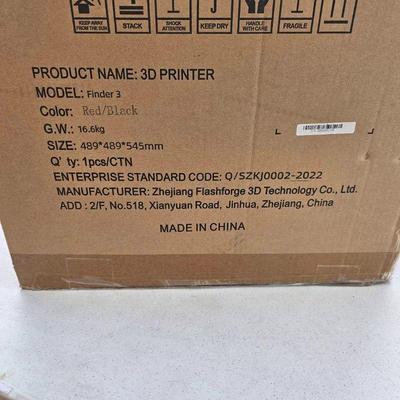 KEEP AWAY FROM THE SUN
STACK
SHOCK ATTENTION
KEEP DRY
HANDLE WITH CARE
FRAGILE
THIS SIDE UP
PRODUCT NAME: 3D PRINTER
MODEL: Finder 3
Color: Red/Black
G.W.: 16.6kg
SIZE: 489*489*545mm
Q' ty: 1pcs/CTN
ENTERPRISE STANDARD CODE: Q/SZKJ0002-2022
MANUFACTURER: Zhejiang Flashforge 3D Technology Co., Ltd.
ADD : 2/F, No.518, Xianyuan Road, Jinhua, Zhejiang, China
MADE IN CHINA